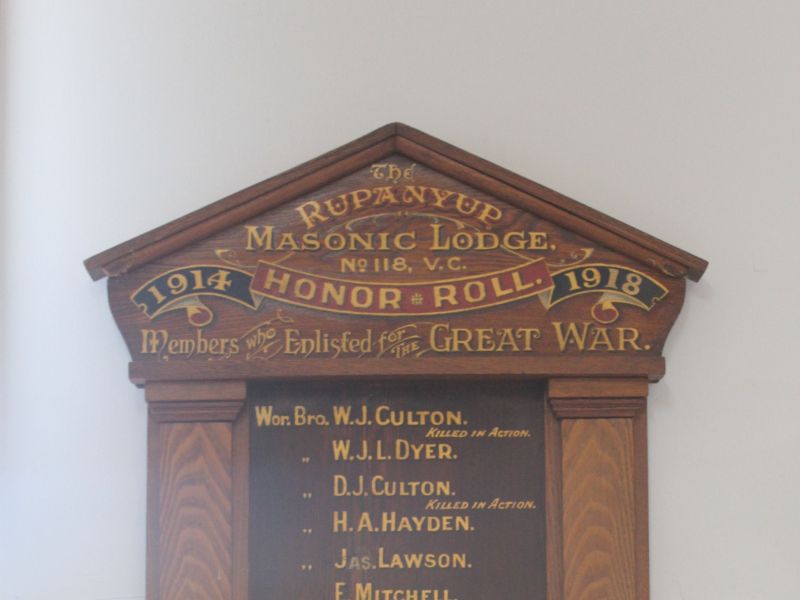 The
RUPANYUP
MASONIC LODGE,
No 118, V.C.
1914 HONOR ROLL 1918
Members who Enlisted for the GREAT WAR.
Wor. Bro. W.J. CULTON.
KILLED IN ACTION.
„ W.J.L. DYER.
„ D.J. CULTON.
KILLED IN ACTION.
„ H.A. HAYDEN.
„ JAS. LAWSON.
F. MITCHELL.